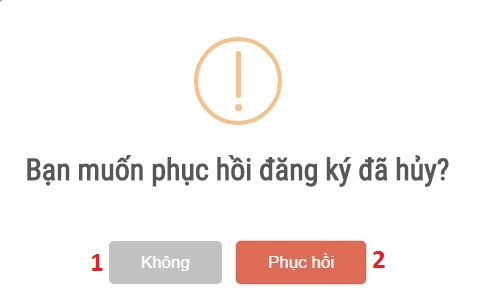 Bạn muốn phục hồi đăng ký đã hủy?
1 Không Phục hồi 2